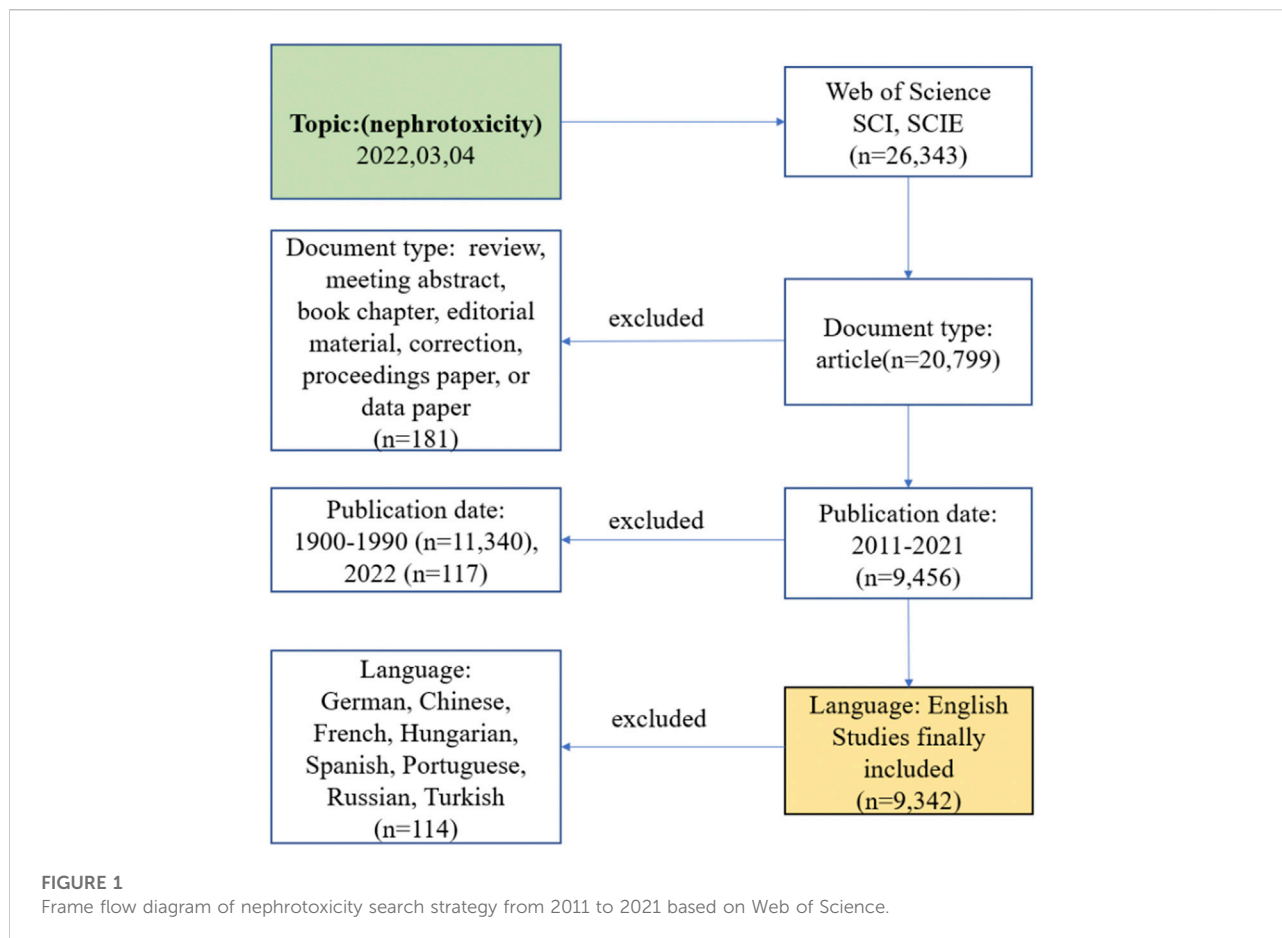 Topic:(nephrotoxicity)
2022,03,04
Web of Science
SCI, SCIE
(n=26,343)
Document type: review,
meeting abstract,
book chapter, editorial
material, correction,
proceedings paper, or
data paper
(n=181)
excluded
Document type:
article(n=20,799)
Publication date:
1900-1990 (n=11,340),
2022 (n=117)
excluded
Publication date:
2011-2021
(n=9,456)
Language:
German, Chinese,
French, Hungarian,
Spanish, Portuguese,
Russian, Turkish
(n=114)
excluded
Language: English
Studies finally
included
(n=9,342)
FIGURE 1
Frame flow diagram of nephrotoxicity search strategy from 2011 to 2021 based on Web of Science.